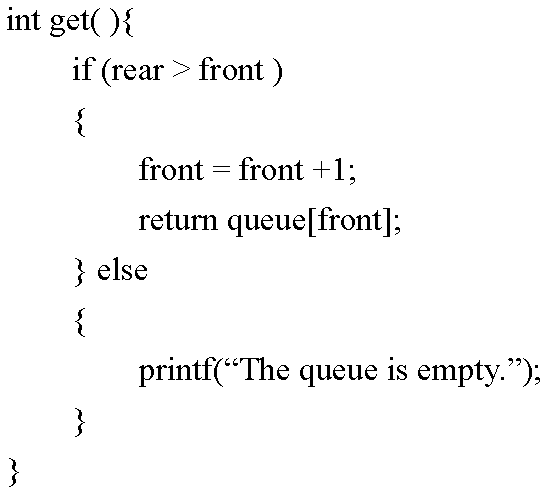 int get( ){
if (rear > front )
{
front = front +1;
return queue[front];
} else
{
printf(“The queue is empty.”);
}
}